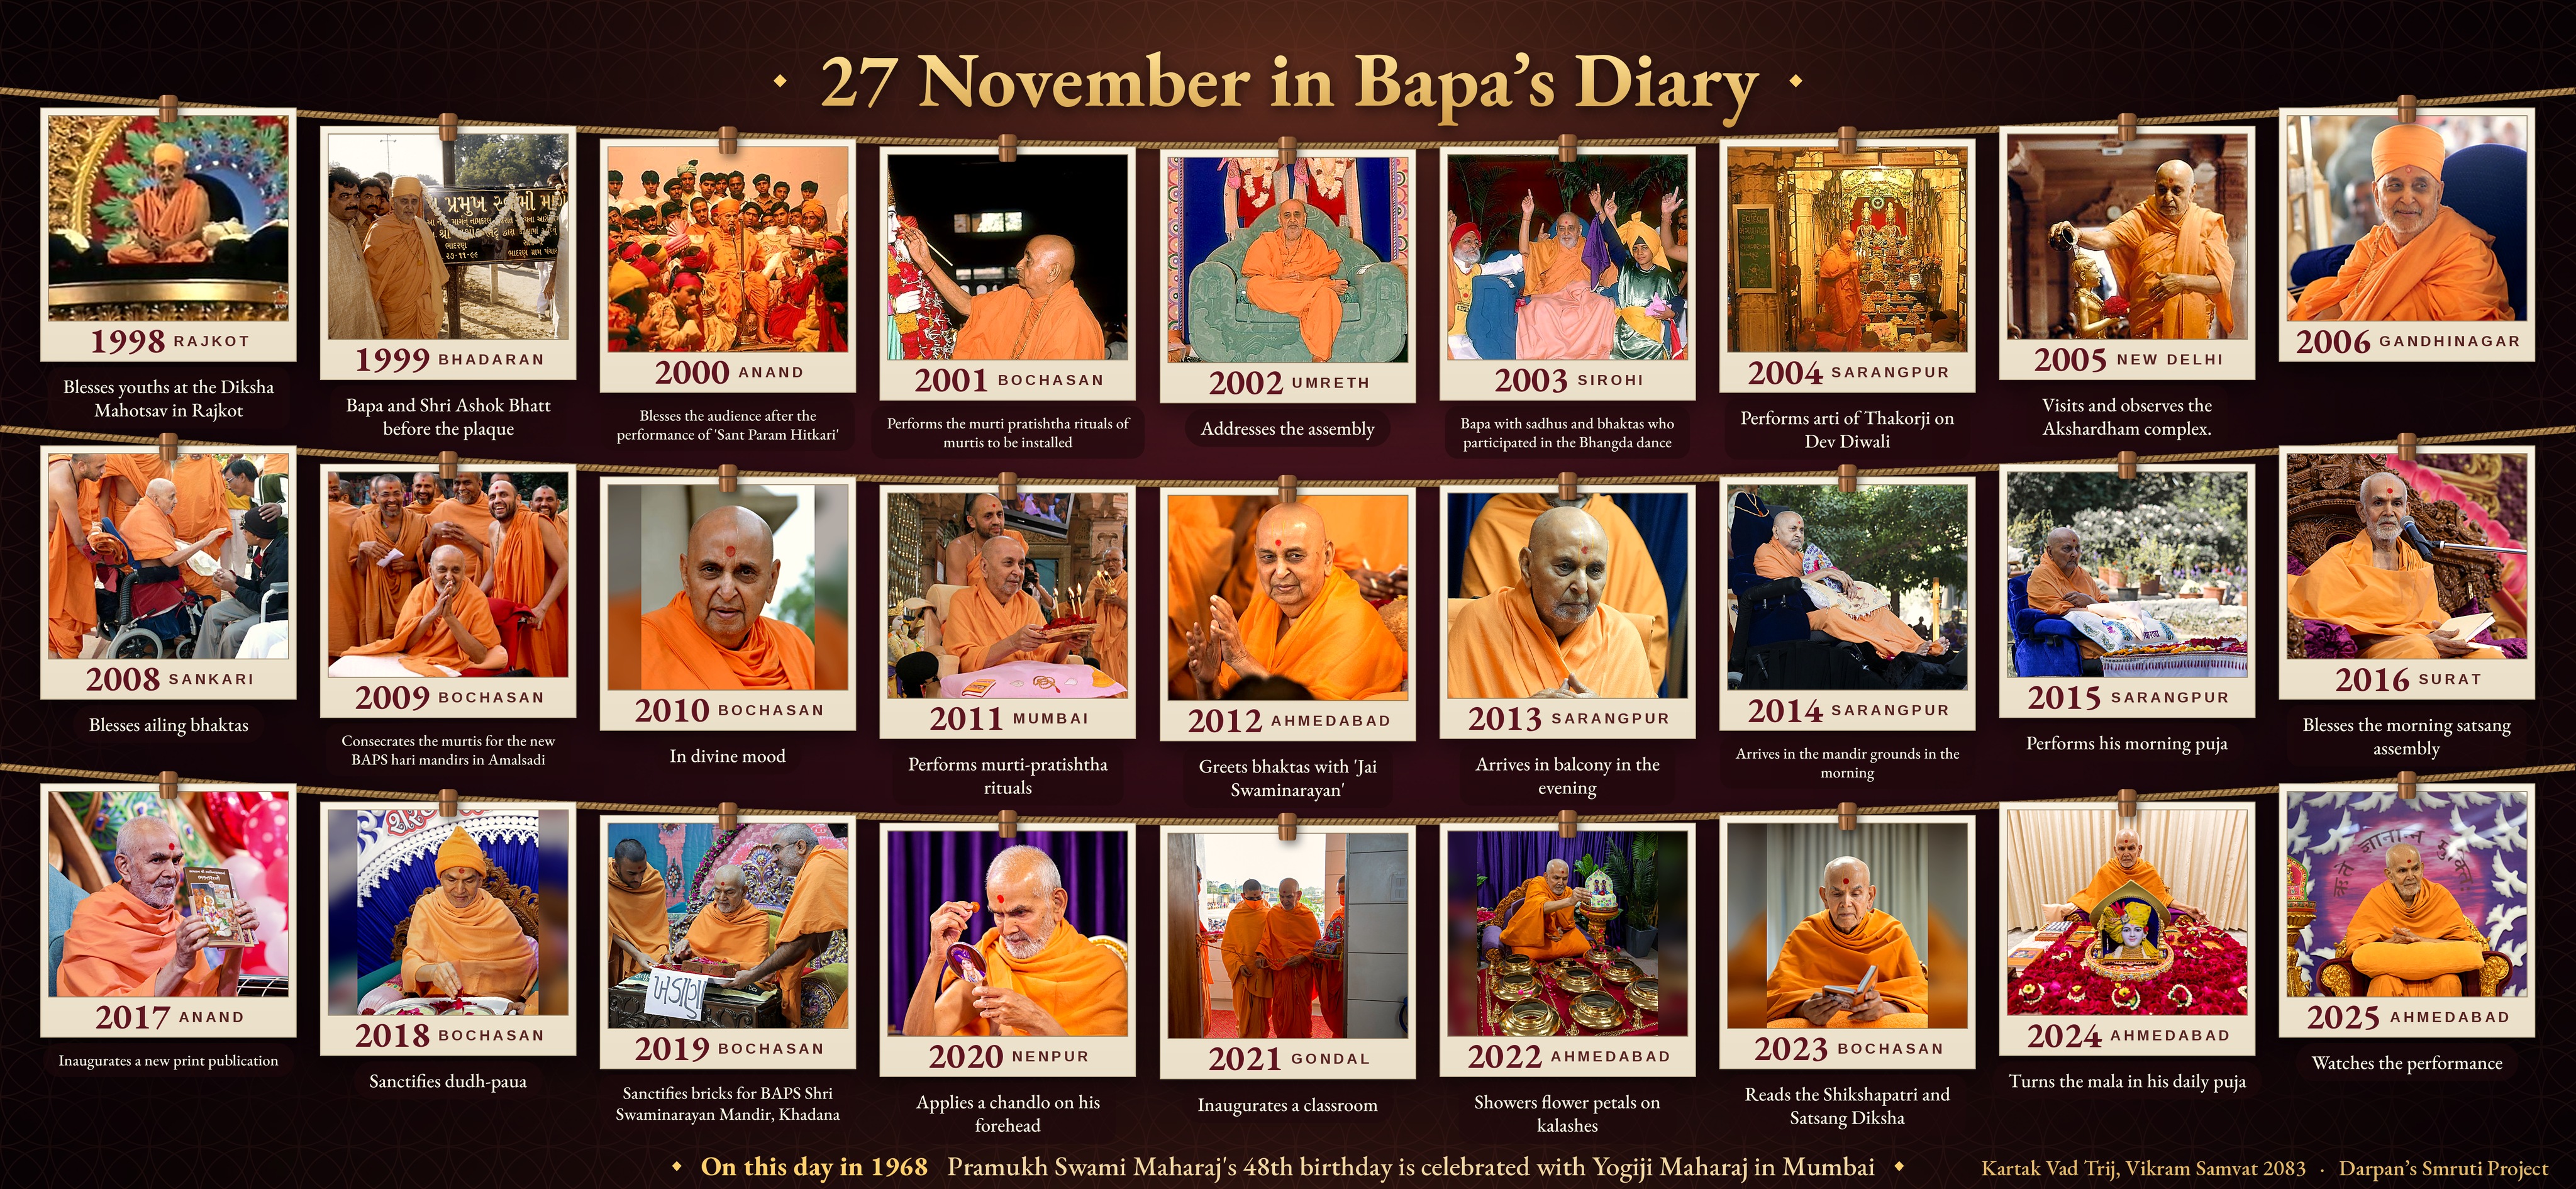 27 November in Bapa's Diary
1998 RAJKOT
Blesses youths at the Diksha
Mahotsav in Rajkot
1999 BHADARAN
Bapa and Shri Ashok Bhatt
before the plaque
2000 ANAND
Blesses the audience after the
performance of 'Sant Param Hitkari'
2001 BOCHASAN
Performs the murti pratishtha rituals of
murtis to be installed
2002 UMRETH
Addresses the assembly
2003 SIROHI
Bapa with sadhus and bhaktas who
participated in the Bhangda dance
2004 SARANGPUR
Performs arti of Thakorji on
Dev Diwali
2005 NEW DELHI
Visits and observes the
Akshardham complex.
2006 GANDHINAGAR
પ્રમુખ સ્વામી માર્ગ
ભાદરણ
૨૭-૧૧-૯૯
ભાદરણ ગ્રામ પંચાયત
2008 SANKARI
Blesses ailing bhaktas
2009 BOCHASAN
Consecrates the murtis for the new
BAPS hari mandirs in Amalsadi
2010 BOCHASAN
In divine mood
2011 MUMBAI
Performs murti-pratishtha
rituals
2012 AHMEDABAD
Greets bhaktas with 'Jai
Swaminarayan'
2013 SARANGPUR
Arrives in balcony in the
evening
2014 SARANGPUR
Arrives in the mandir grounds in the
morning
2015 SARANGPUR
Performs his morning puja
2016 SURAT
Blesses the morning satsang
assembly
2017 ANAND
Inaugurates a new print publication
2018 BOCHASAN
Sanctifies dudh-paua
ખડાણા
2019 BOCHASAN
Sanctifies bricks for BAPS Shri
Swaminarayan Mandir, Khadana
2020 NENPUR
Applies a chandlo on his
forehead
2021 GONDAL
Inaugurates a classroom
2022 AHMEDABAD
Showers flower petals on
kalashes
2023 BOCHASAN
Reads the Shikshapatri and
Satsang Diksha
2024 AHMEDABAD
Turns the mala in his daily puja
2025 AHMEDABAD
Watches the performance
On this day in 1968 Pramukh Swami Maharaj's 48th birthday is celebrated with Yogiji Maharaj in Mumbai
Kartak Vad Trij, Vikram Samvat 2083 · Darpan's Smruti Project